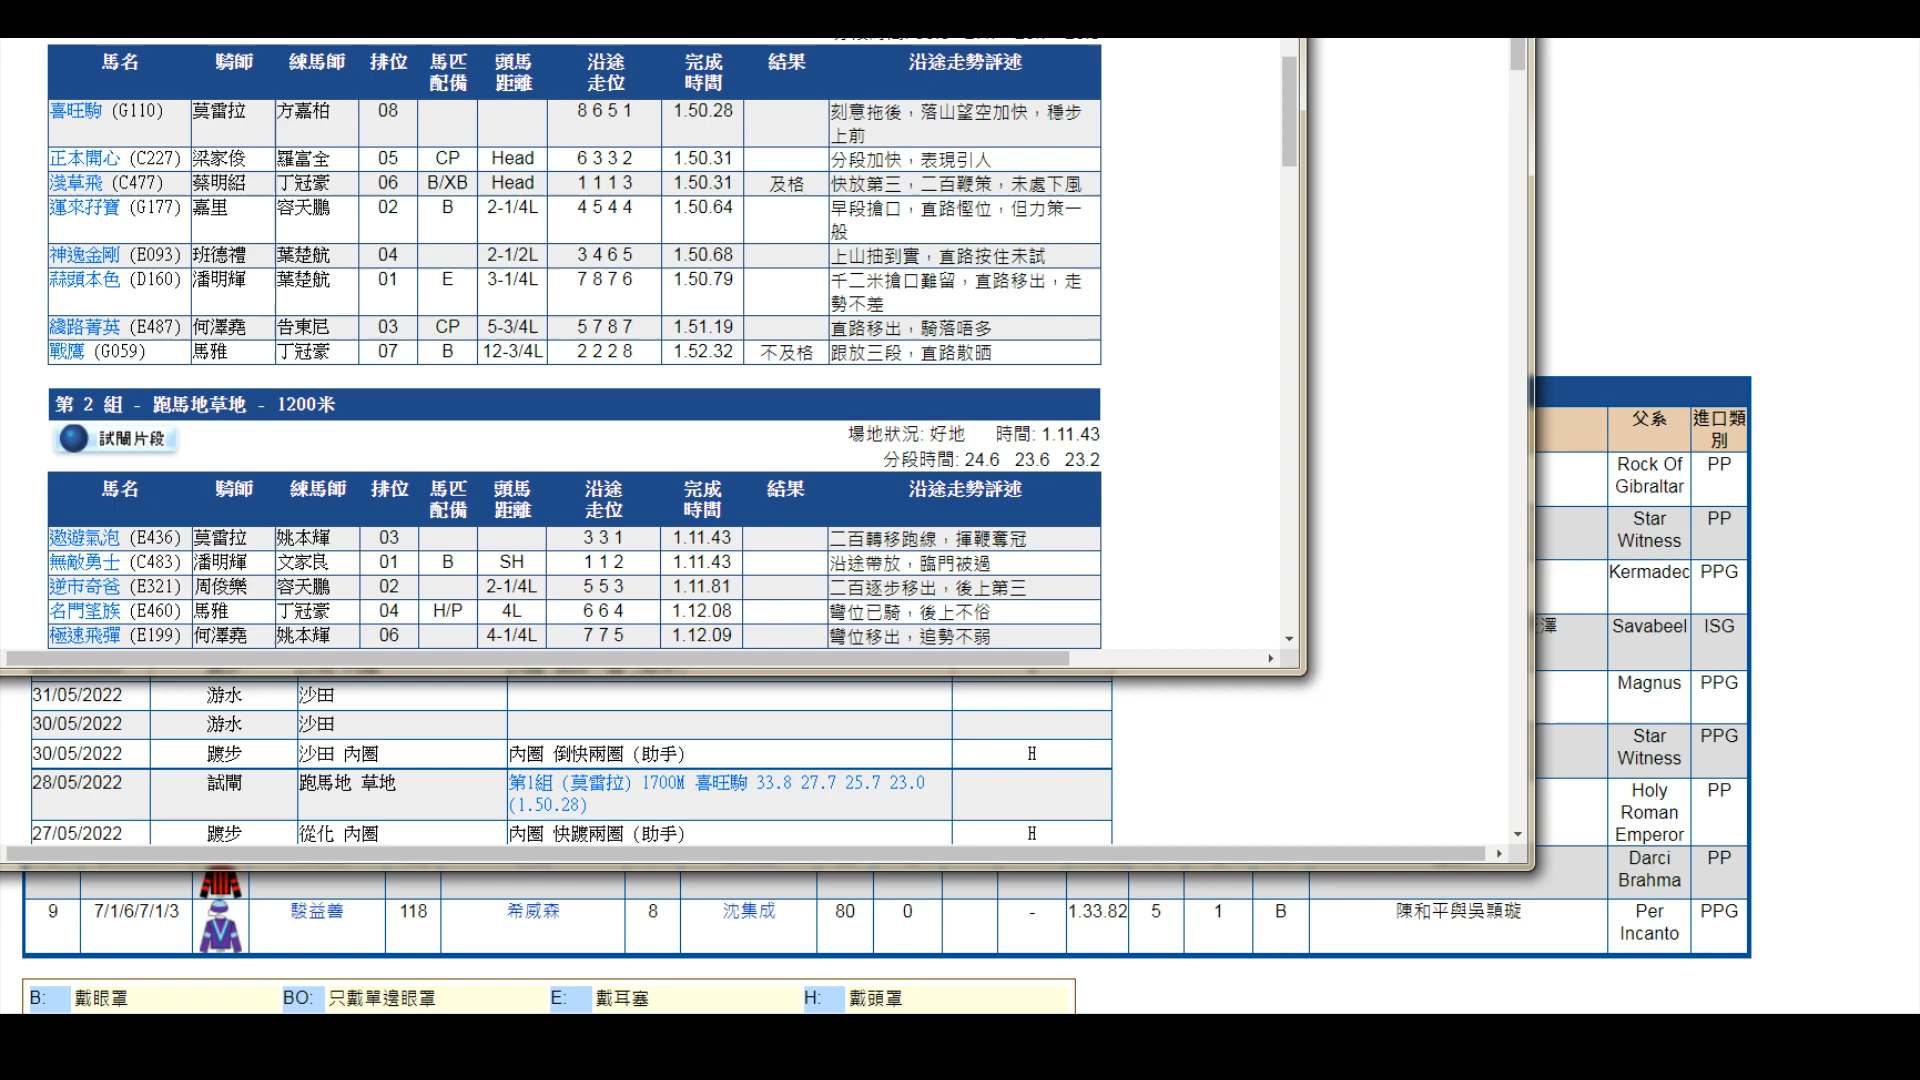 馬名 騎師 練馬師 排位 馬匹配備 頭馬距離 沿途走位 完成時間 結果 沿途走勢評述
喜旺駒 (G110) 莫雷拉 方嘉柏 08 8 6 5 1 1.50.28 刻意拖後，落山望空加快，穩步上前
正本開心 (C227) 梁家俊 羅富全 05 CP Head 6 3 3 2 1.50.31 分段加快，表現引人
淺草飛 (C477) 蔡明紹 丁冠豪 06 B/XB Head 1 1 1 3 1.50.31 及格 快放第三，二百鞭策，未處下風
運來孖寶 (G177) 嘉里 容天鵬 02 B 2-1/4L 4 5 4 4 1.50.64 早段搶口，直路慳位，但力策一般
神逸金剛 (E093) 班德禮 葉楚航 04 2-1/2L 3 4 6 5 1.50.68 上山抽到實，直路按住未試
蒜頭本色 (D160) 潘明輝 葉楚航 01 E 3-1/4L 7 8 7 6 1.50.79 千二米搶口難留，直路移出，走勢不差
錢路菁英 (E487) 何澤堯 告東尼 03 CP 5-3/4L 5 7 8 7 1.51.19 直路移出，騎落唔多
戰鷹 (G059) 馬雅 丁冠豪 07 B 12-3/4L 2 2 2 8 1.52.32 不及格 跟放三段，直路散晒
第 2 組 - 跑馬地草地 - 1200米
試閘片段
場地狀況: 好地 時間: 1.11.43
分段時間: 24.6 23.6 23.2
馬名 騎師 練馬師 排位 馬匹配備 頭馬距離 沿途走位 完成時間 結果 沿途走勢評述
遨遊氣泡 (E436) 莫雷拉 姚本輝 03 3 3 1 1.11.43 二百轉移跑線，揮鞭奪冠
無敵勇士 (C483) 潘明輝 文家良 01 B SH 1 1 2 1.11.43 沿途帶放，臨門被過
逆市奇爸 (E321) 周俊樂 容天鵬 02 2-1/4L 5 5 3 1.11.81 二百逐步移出，後上第三
名門望族 (E460) 馬雅 丁冠豪 04 H/P 4L 6 6 4 1.12.08 彎位已騎，後上不俗
極速飛彈 (E199) 何澤堯 姚本輝 06 4-1/4L 7 7 5 1.12.09 彎位移出，追勢不弱
31/05/2022 游水 沙田
30/05/2022 游水 沙田
30/05/2022 踱步 沙田 內圈 內圈 倒快兩圈 (助手) H
28/05/2022 試閘 跑馬地 草地 第1組 (莫雷拉) 1700M 喜旺駒 33.8 27.7 25.7 23.0 (1.50.28)
27/05/2022 踱步 從化 內圈 內圈 快踱兩圈 (助手) H
父系 進口類別
Rock Of Gibraltar PP
Star Witness PP
Kermadec PPG
澤 Savabeel ISG
Magnus PPG
Star Witness PPG
Holy Roman Emperor PP
Darci Brahma PP
9 7/1/6/7/1/3 駿益善 118 希威森 8 沈集成 80 0 - 1.33.82 5 1 B 陳和平與吳穎璇 Per Incanto PPG
B: 戴眼罩 BO: 只戴單邊眼罩 E: 戴耳塞 H: 戴頭罩